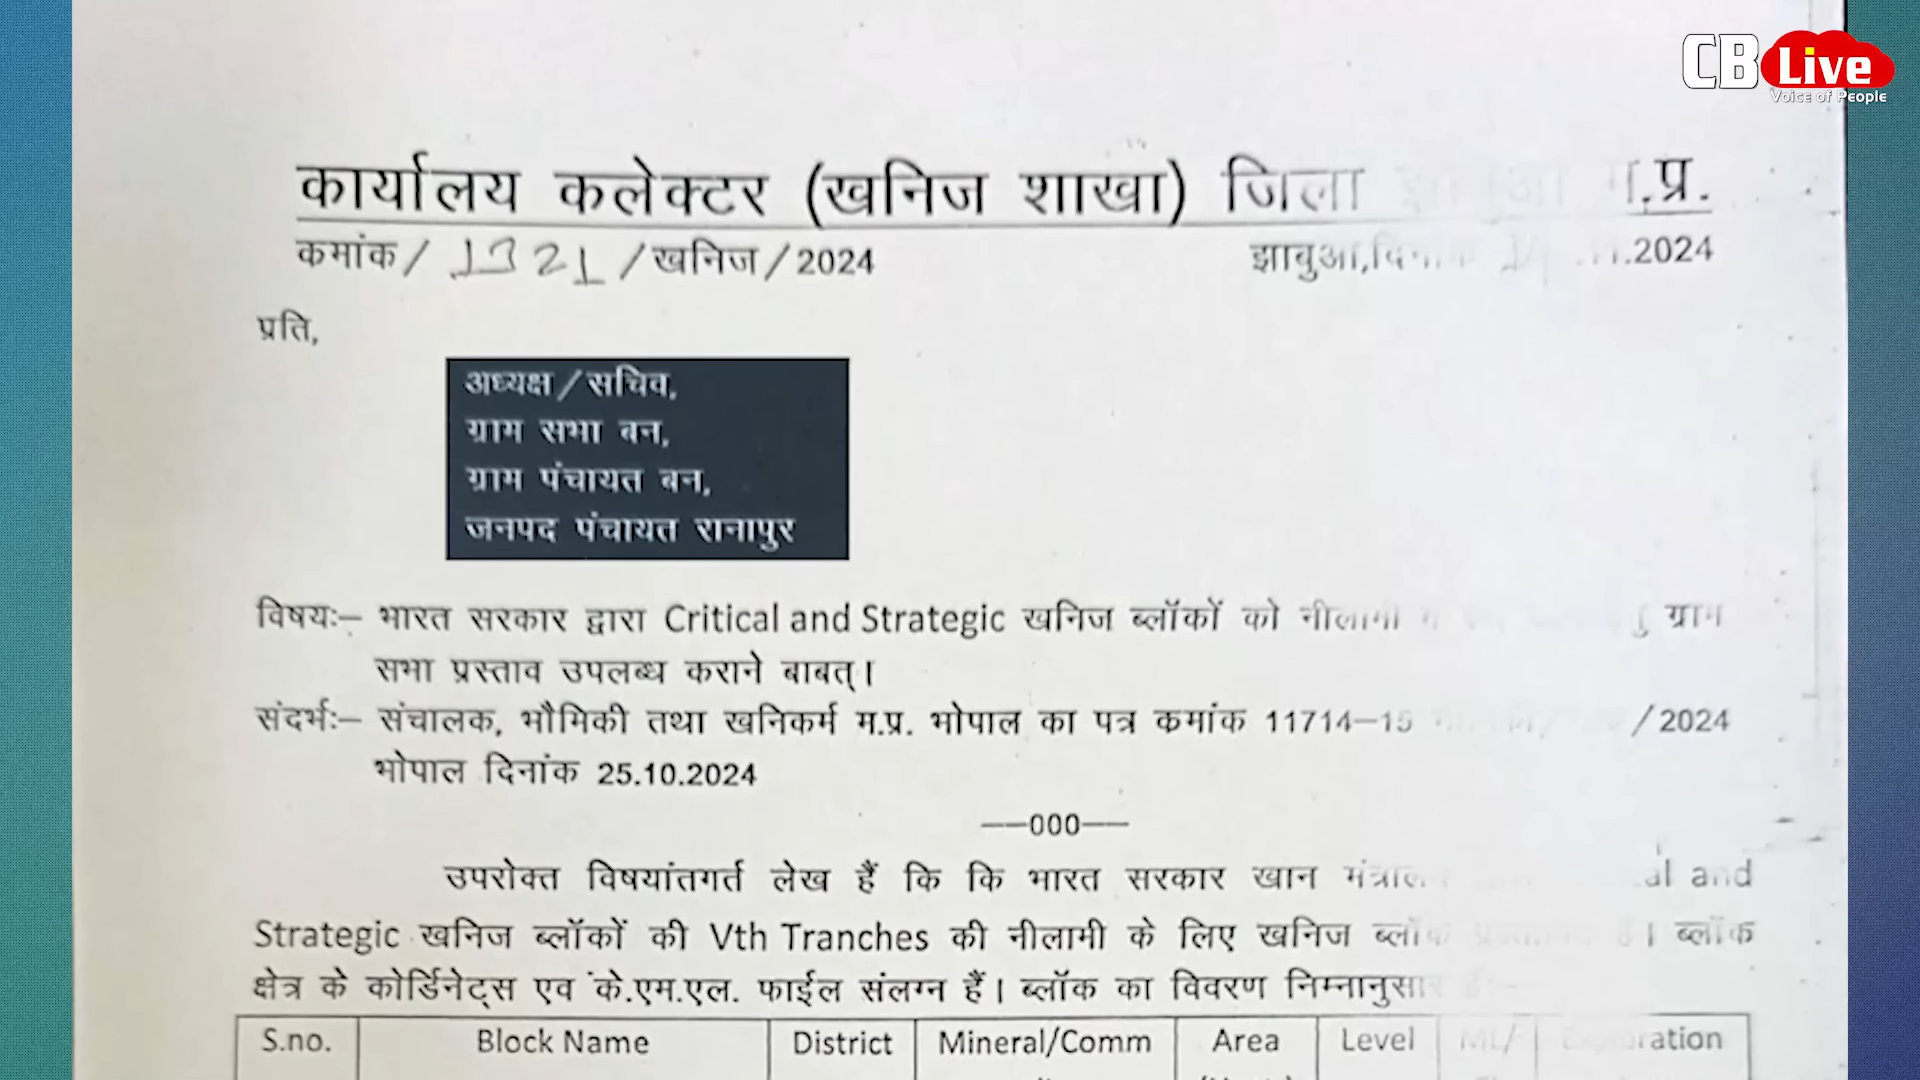 CB Live
Voice of People
कार्यालय कलेक्टर (खनिज शाखा) जिला म.प्र.
कमांक / 1321 /खनिज/2024 झाबुआ, .2024
प्रति,
अध्यक्ष/सचिव,
ग्राम सभा बन,
ग्राम पंचायत बन,
जनपद पंचायत रानापुर
विषयः— भारत सरकार द्वारा Critical and Strategic खनिज ब्लॉकों को नीलामी ग्राम
सभा प्रस्ताव उपलब्ध कराने बाबत्।
संदर्भः— संचालक, भौमिकी तथा खनिकर्म म.प्र. भोपाल का पत्र कमांक 11714–15 /2024
भोपाल दिनांक 25.10.2024
——000——
उपरोक्त विषयांतगर्त लेख हैं कि कि भारत सरकार खान and
Strategic खनिज ब्लॉकों की Vth Tranches की नीलामी के लिए खनिज ब्लॉक । ब्लॉक
क्षेत्र के कोर्डिनेट्स एवं के.एम.एल. फाईल संलग्न हैं। ब्लॉक का विवरण निम्नानुसार
S.no. Block Name District Mineral/Comm Area Level ML/ Exploration